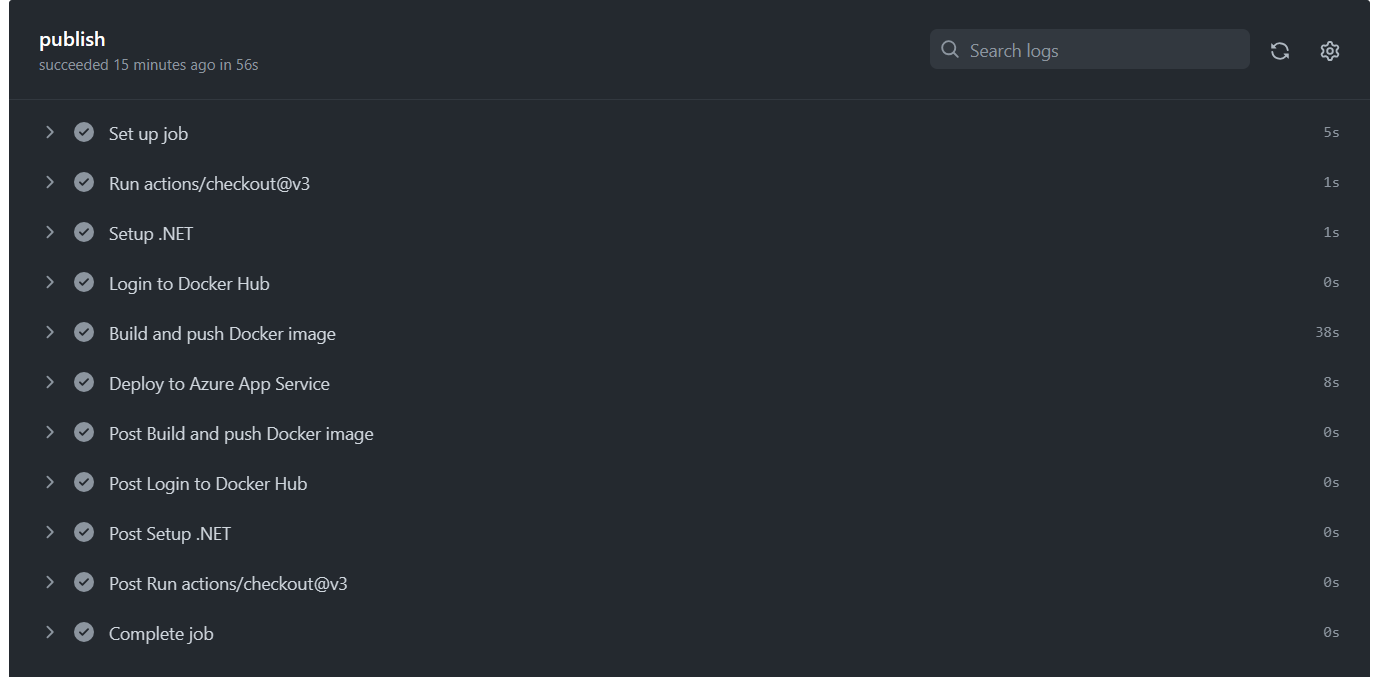 publish
succeeded 15 minutes ago in 56s
Search logs
Set up job 5s
Run actions/checkout@v3 1s
Setup .NET 1s
Login to Docker Hub 0s
Build and push Docker image 38s
Deploy to Azure App Service 8s
Post Build and push Docker image 0s
Post Login to Docker Hub 0s
Post Setup .NET 0s
Post Run actions/checkout@v3 0s
Complete job 0s